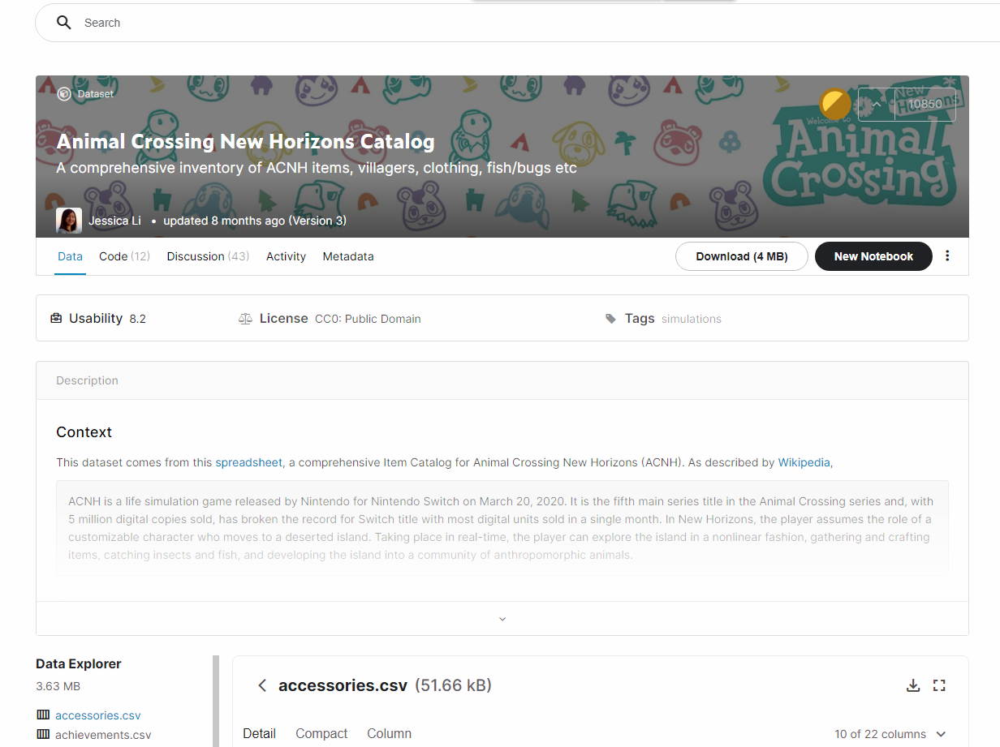 Search
Dataset
10850
New Horizons
Welcome to
Animal
Crossing
Animal Crossing New Horizons Catalog
A comprehensive inventory of ACNH items, villagers, clothing, fish/bugs etc
Jessica Li • updated 8 months ago (Version 3)
Data Code (12) Discussion (43) Activity Metadata Download (4 MB) New Notebook
Usability 8.2 License CC0: Public Domain Tags simulations
Description
Context
This dataset comes from this spreadsheet, a comprehensive Item Catalog for Animal Crossing New Horizons (ACNH). As described by Wikipedia,
ACNH is a life simulation game released by Nintendo for Nintendo Switch on March 20, 2020. It is the fifth main series title in the Animal Crossing series and, with
5 million digital copies sold, has broken the record for Switch title with most digital units sold in a single month. In New Horizons, the player assumes the role of a
customizable character who moves to a deserted island. Taking place in real-time, the player can explore the island in a nonlinear fashion, gathering and crafting
items, catching insects and fish, and developing the island into a community of anthropomorphic animals.
Data Explorer
3.63 MB
accessories.csv
achievements.csv
accessories.csv (51.66 kB)
Detail Compact Column 10 of 22 columns